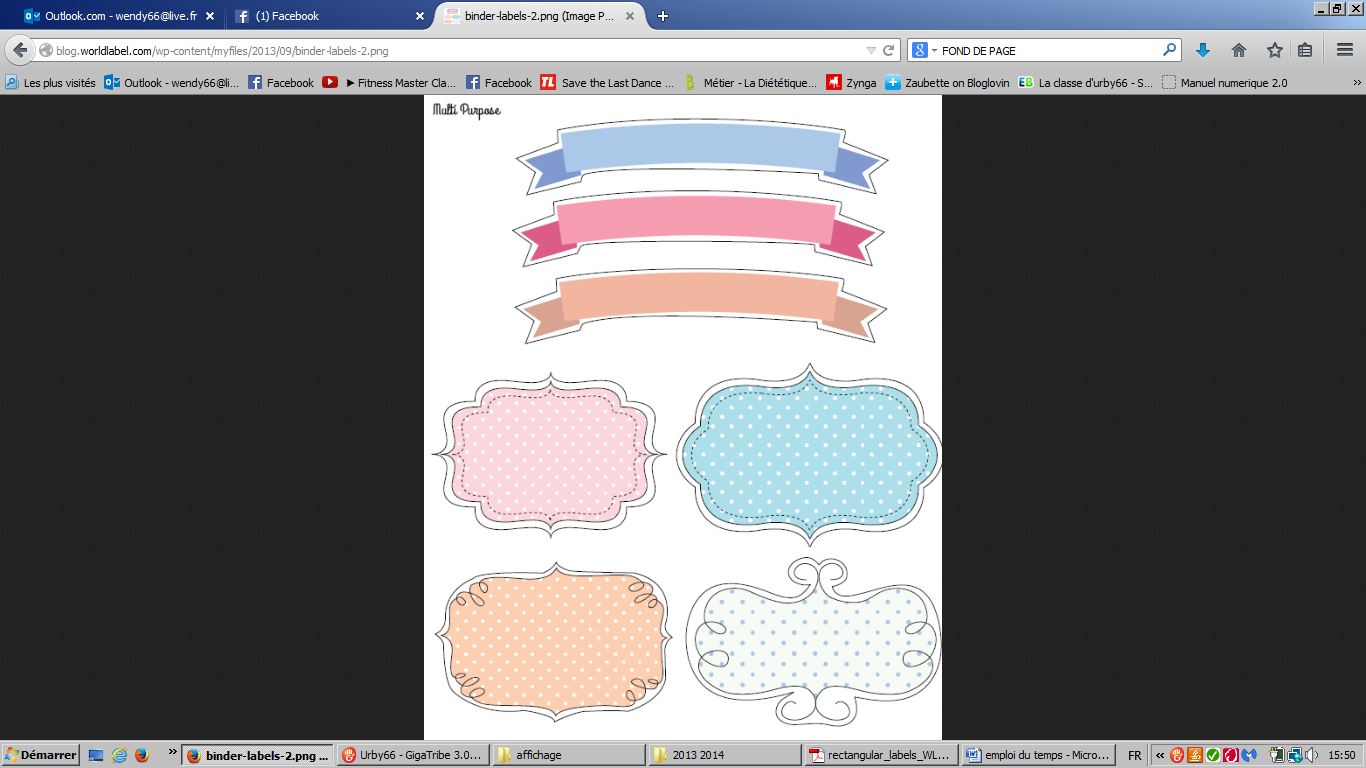 Outlook.com - wendy66@live.fr
(1) Facebook
binder-labels-2.png (Image P...
blog.worldlabel.com/wp-content/myfiles/2013/09/binder-labels-2.png
FOND DE PAGE
Les plus visités
Outlook - wendy66@li...
Facebook
► Fitness Master Cla...
Facebook
Save the Last Dance ...
Métier - La Diététique...
Zynga
Zaubette on Bloglovin
La classe d'urby66 - S...
Manuel numerique 2.0
Multi Purpose
Démarrer
binder-labels-2.png ...
Urby66 - GigaTribe 3.0...
affichage
2013 2014
rectangular_labels_WL...
emploi du temps - Micro...
FR
15:50